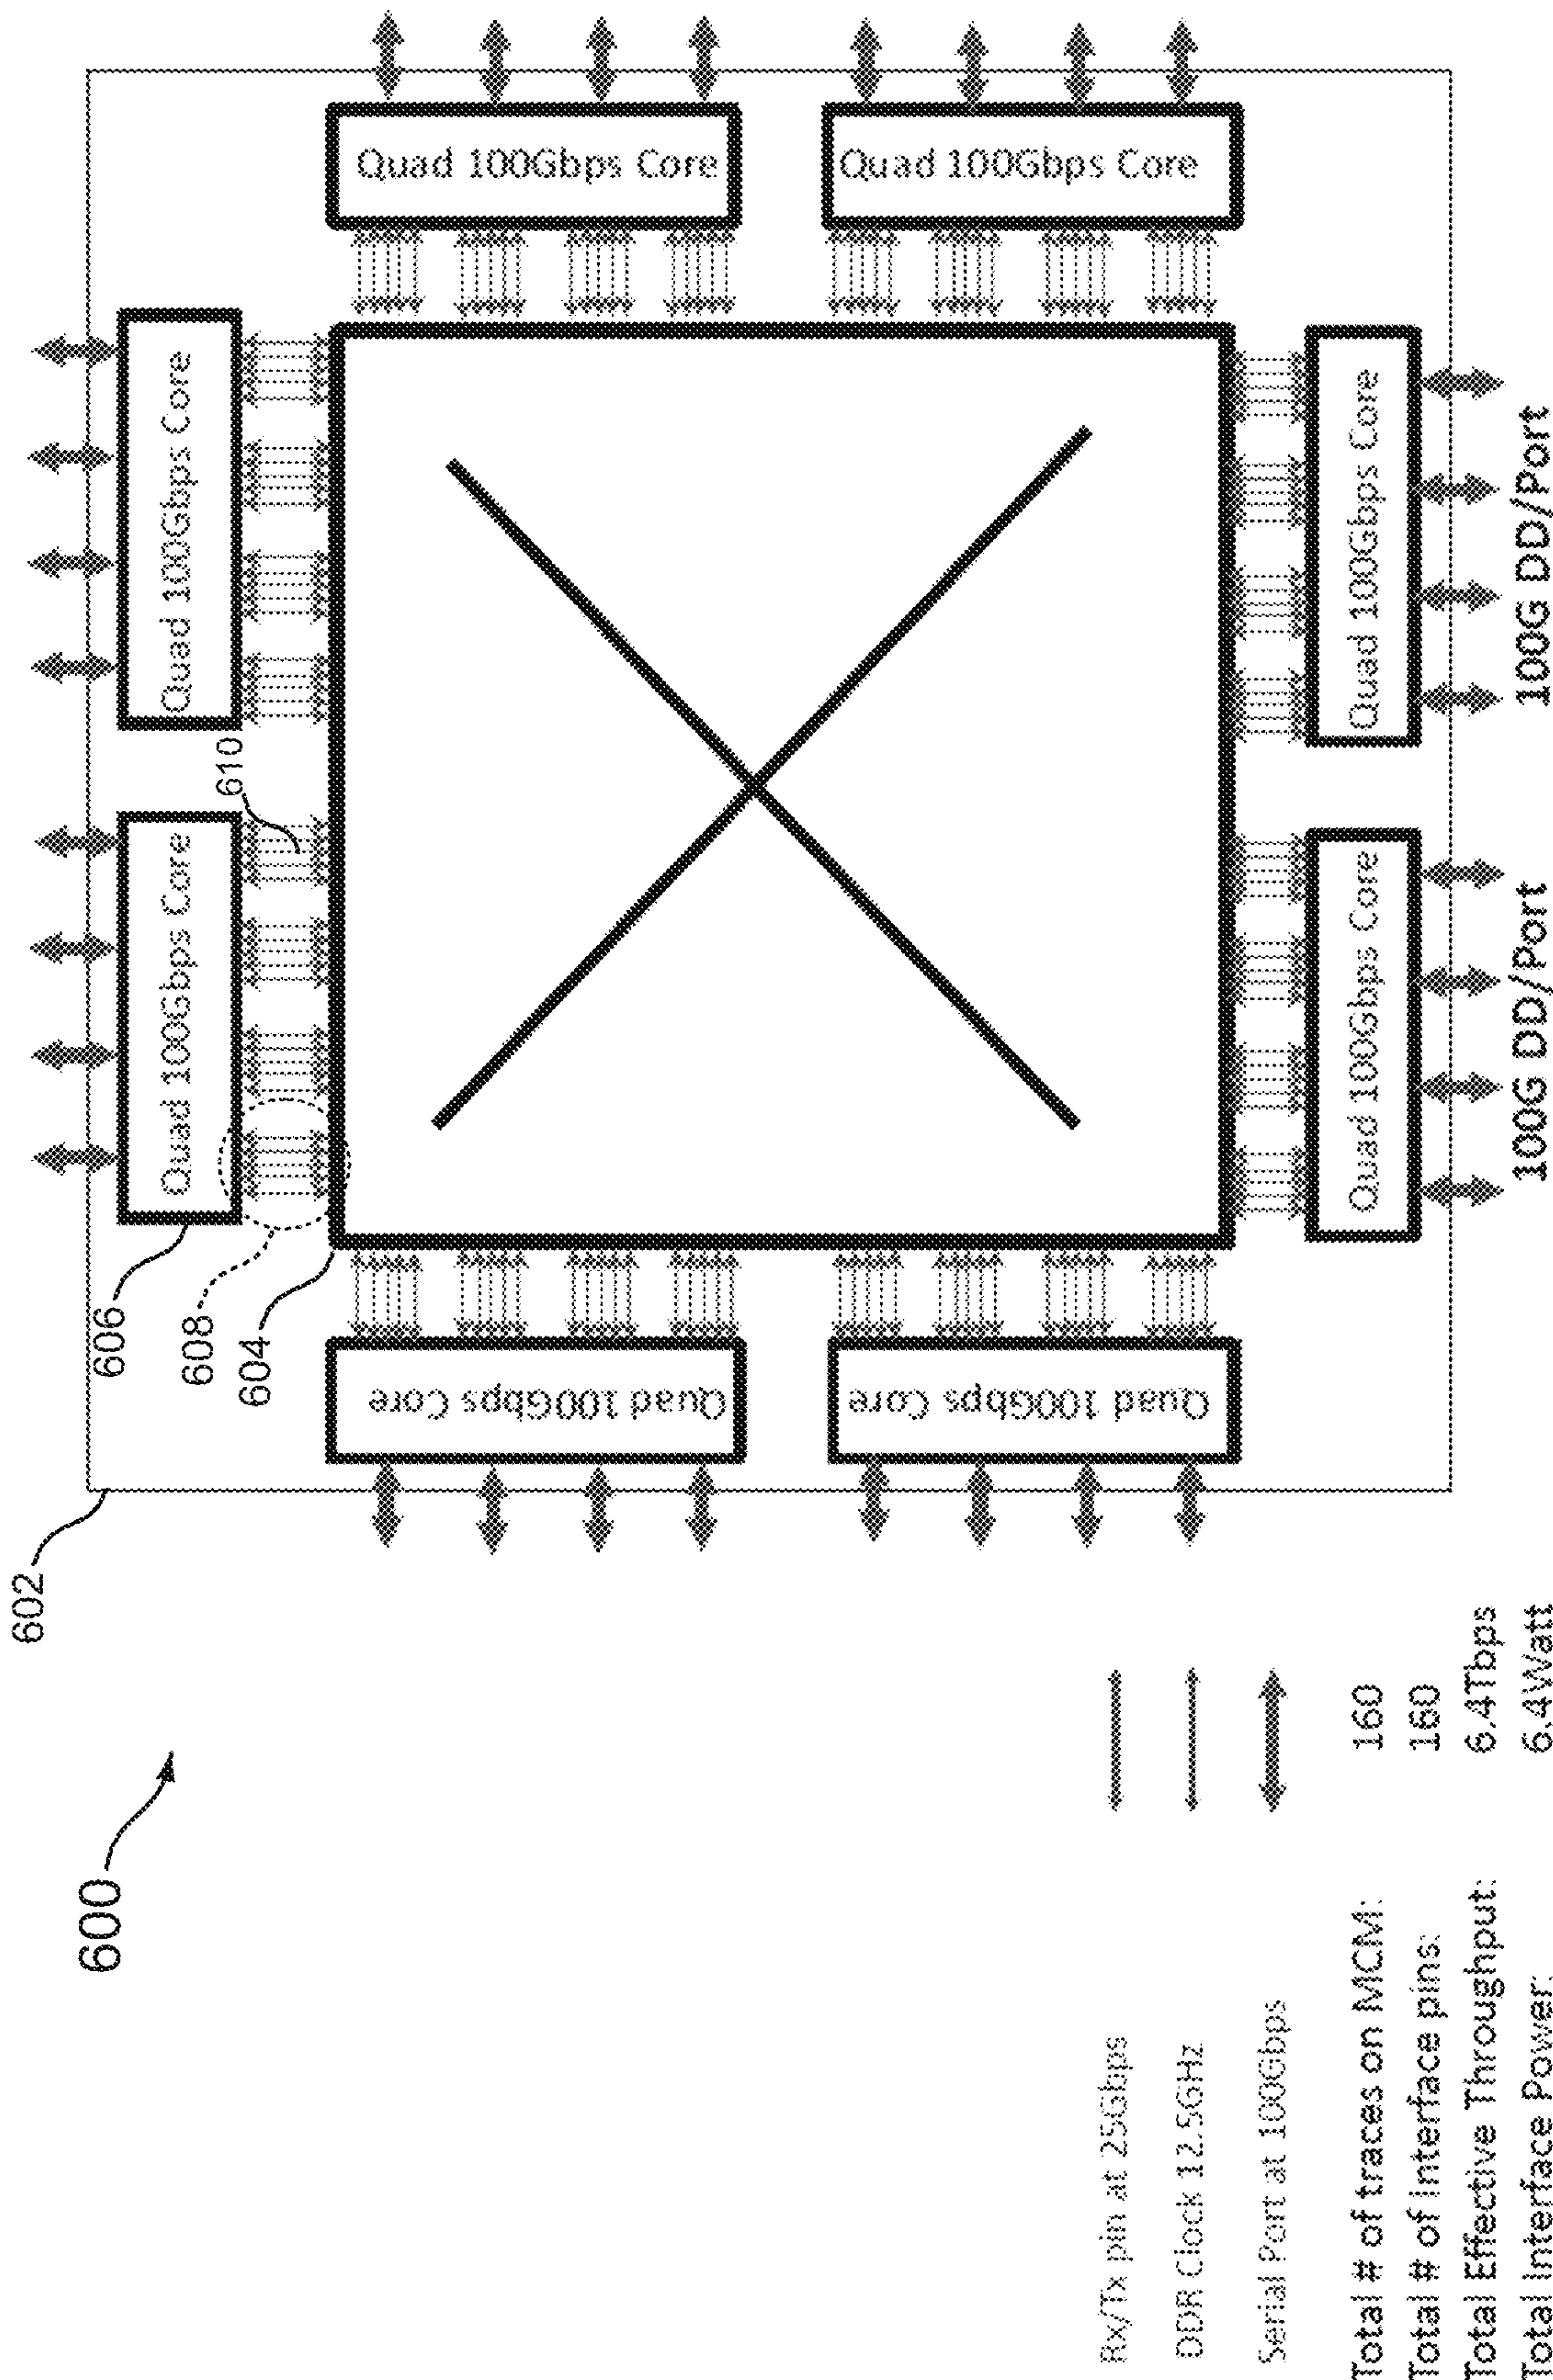 600
602
606
608
604
610
Quad 100Gbps Core
Quad 100Gbps Core
Quad 100Gbps Core
Quad 100Gbps Core
Quad 100Gbps Core
Quad 100Gbps Core
Quad 100Gbps Core
Quad 100Gbps Core
100G DD/Port
100G DD/Port
Rx/Tx pin at 25Gbps
DDR Clock 12.5GHz
Serial Port at 100Gbps
Total # of traces on MCM: 160
Total # of Interface pins: 160
Total Effective Throughput: 6.4Tbps
Total Interface Power: 6.4Watt